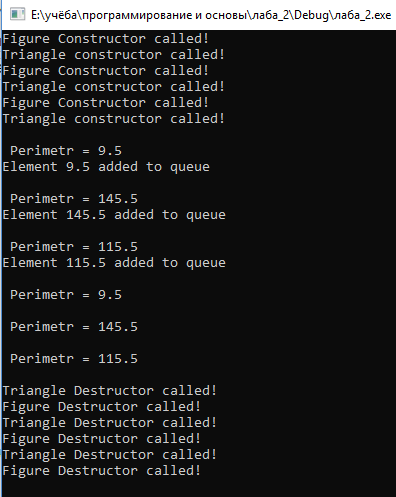 E:\учёба\программирование и основы\лаба_2\Debug\лаба_2.exe
Figure Constructor called!
Triangle constructor called!
Figure Constructor called!
Triangle constructor called!
Figure Constructor called!
Triangle constructor called!
Perimetr = 9.5
Element 9.5 added to queue
Perimetr = 145.5
Element 145.5 added to queue
Perimetr = 115.5
Element 115.5 added to queue
Perimetr = 9.5
Perimetr = 145.5
Perimetr = 115.5
Triangle Destructor called!
Figure Destructor called!
Triangle Destructor called!
Figure Destructor called!
Triangle Destructor called!
Figure Destructor called!